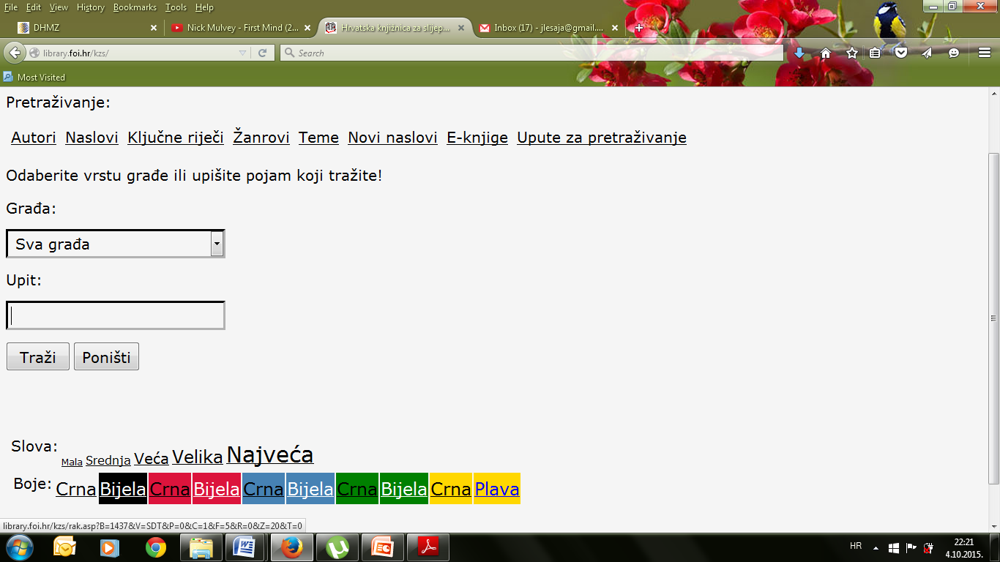 File Edit View History Bookmarks Tools Help
DHMZ Nick Mulvey - First Mind (2... Hrvatska knjižnica za slijep... Inbox (17) - jlesaja@gmail....
library.foi.hr/kzs/ Search
Most Visited
Pretraživanje:
Autori Naslovi Ključne riječi Žanrovi Teme Novi naslovi E-knjige Upute za pretraživanje
Odaberite vrstu građe ili upišite pojam koji tražite!
Građa:
Sva građa
Upit:
Traži Poništi
Slova: Mala Srednja Veća Velika Najveća
Boje: Crna Bijela Crna Bijela Crna Bijela Crna Bijela Crna Plava
library.foi.hr/kzs/rak.asp?B=1437&V=SDT&P=0&C=1&F=5&R=0&Z=20&T=0
HR 22:21
4.10.2015.